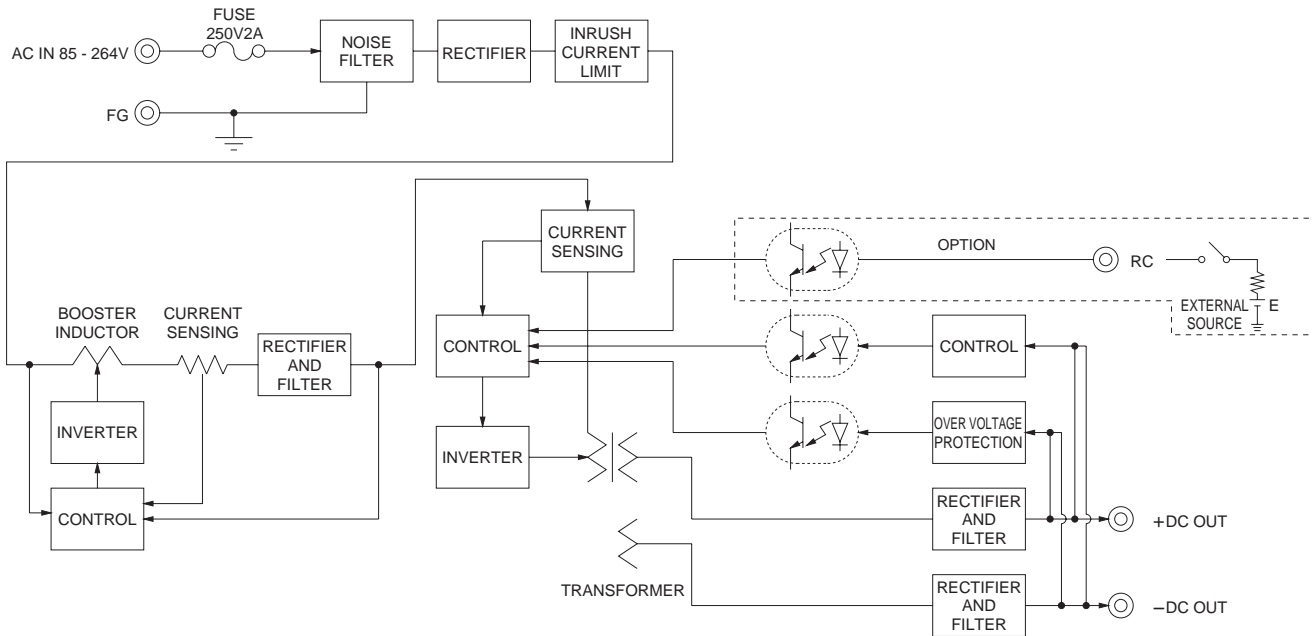 FUSE
250V2A
AC IN 85 - 264V
NOISE
FILTER
RECTIFIER
INRUSH
CURRENT
LIMIT
FG
CURRENT
SENSING
OPTION
RC
EXTERNAL
SOURCE
E
BOOSTER
INDUCTOR
CURRENT
SENSING
RECTIFIER
AND
FILTER
CONTROL
CONTROL
INVERTER
OVER VOLTAGE
PROTECTION
INVERTER
CONTROL
RECTIFIER
AND
FILTER
+DC OUT
TRANSFORMER
RECTIFIER
AND
FILTER
−DC OUT